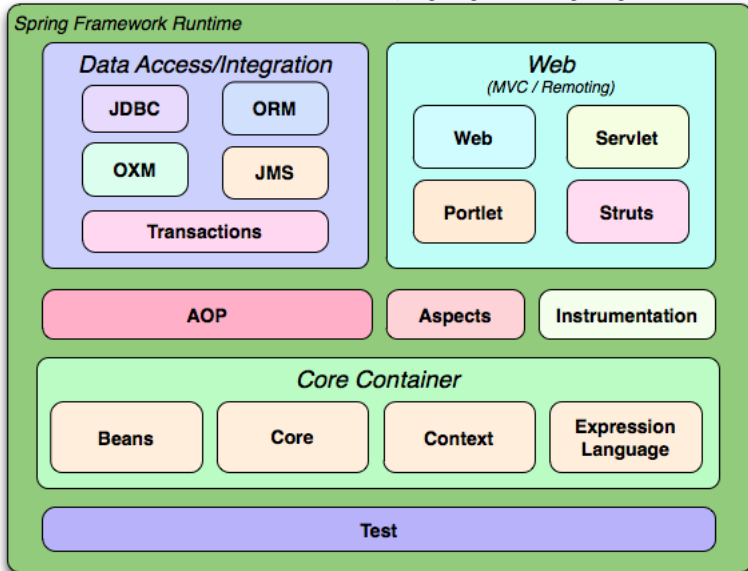 Spring Framework Runtime
Data Access/Integration
JDBC
ORM
OXM
JMS
Transactions
Web
(MVC / Remoting)
Web
Servlet
Portlet
Struts
AOP
Aspects
Instrumentation
Core Container
Beans
Core
Context
Expression
Language
Test